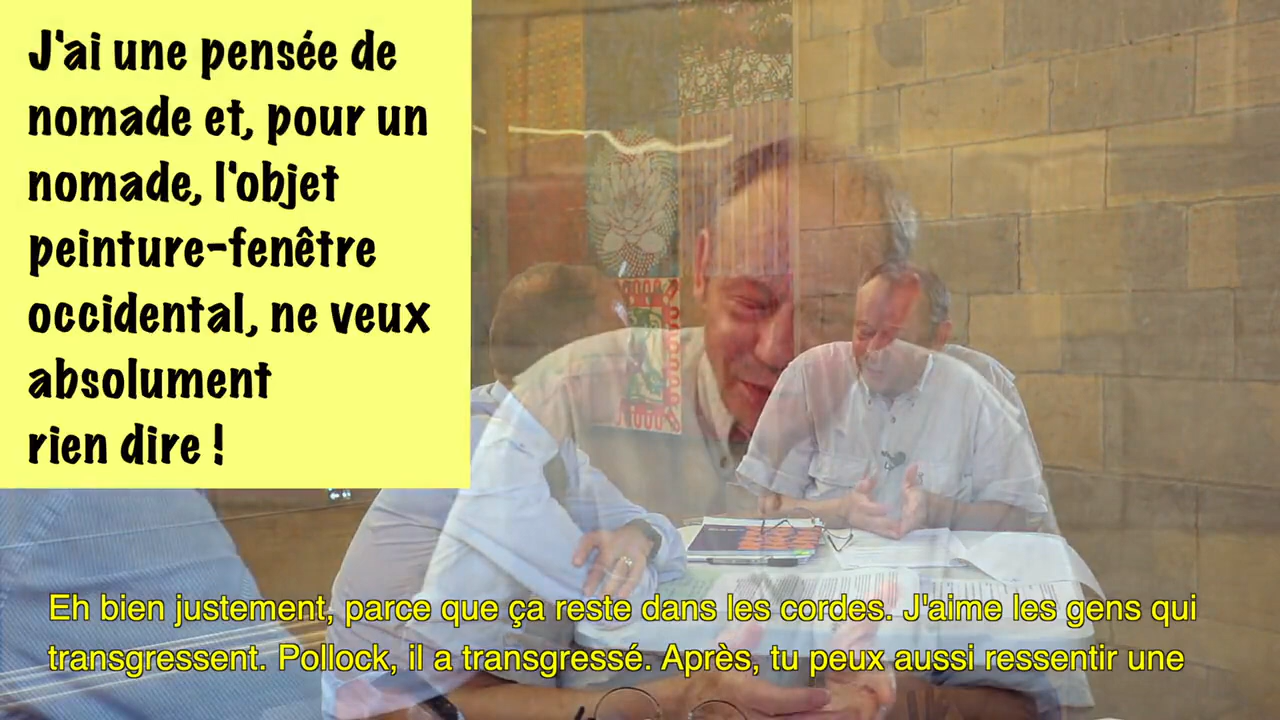 J'ai une pensée de
nomade et, pour un
nomade, l'objet
peinture-fenêtre
occidental, ne veux
absolument
rien dire !
Eh bien justement, parce que ça reste dans les cordes. J'aime les gens qui
transgressent. Pollock, il a transgressé. Après, tu peux aussi ressentir une